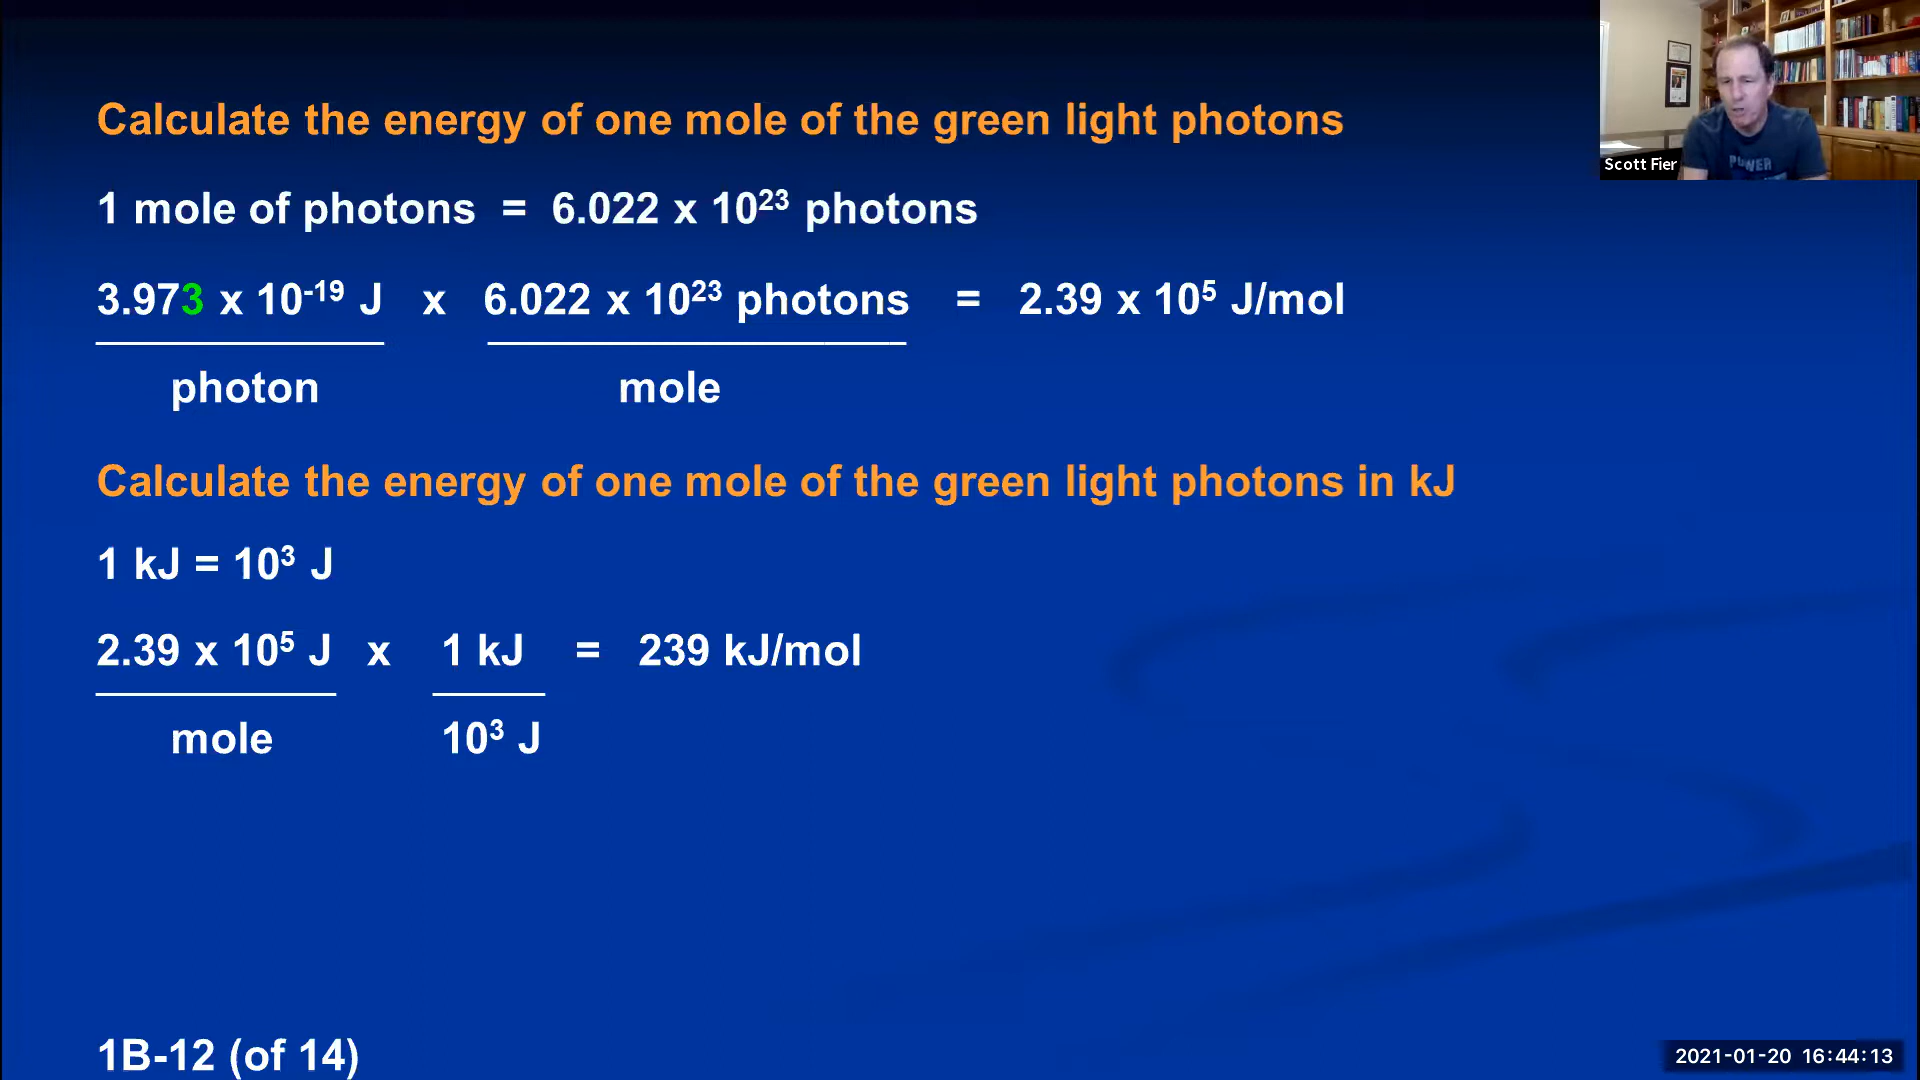 Calculate the energy of one mole of the green light photons
1 mole of photons = 6.022 x 10²³ photons
3.973 x 10⁻¹⁹ J x 6.022 x 10²³ photons = 2.39 x 10⁵ J/mol
photon mole
Calculate the energy of one mole of the green light photons in kJ
1 kJ = 10³ J
2.39 x 10⁵ J x 1 kJ = 239 kJ/mol
mole 10³ J
1B-12 (of 14)
Scott Fier
POWER
2021-01-20 16:44:13